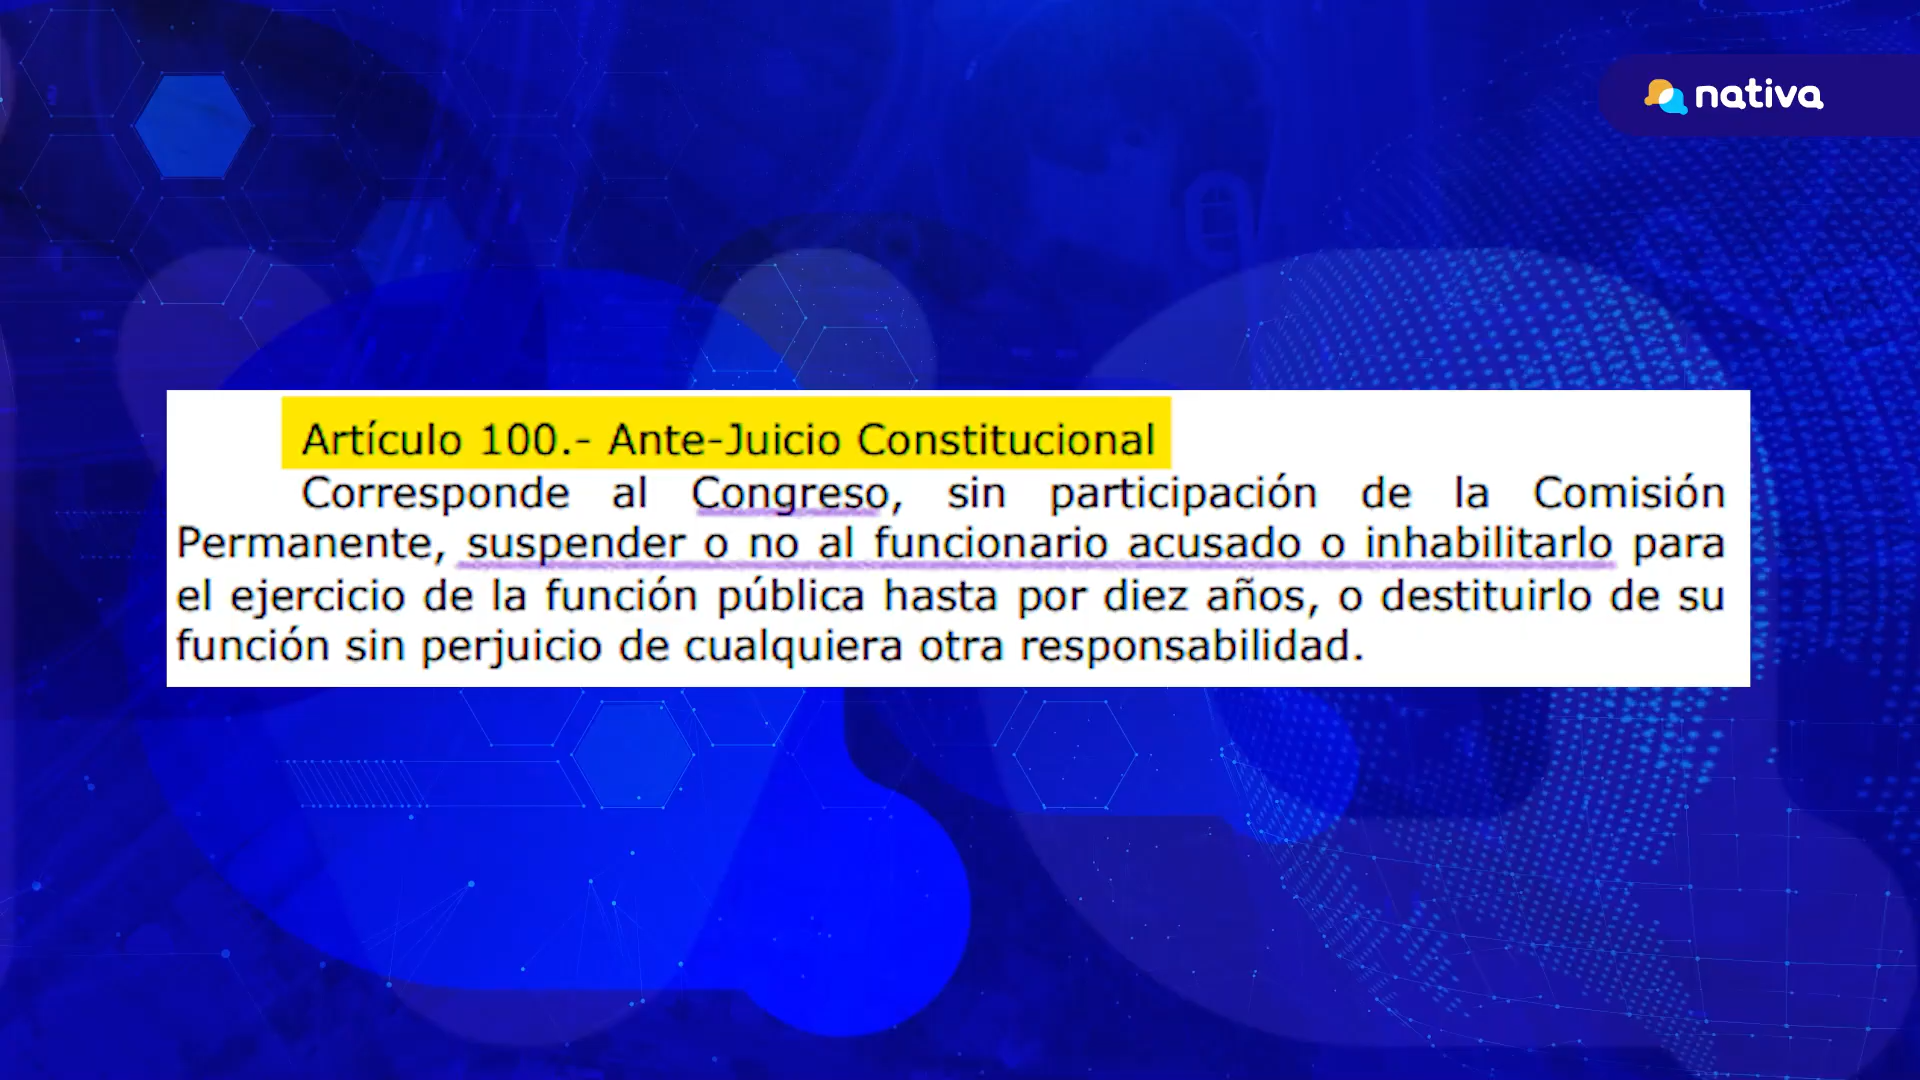 nativa
Artículo 100.- Ante-Juicio Constitucional
Corresponde al Congreso, sin participación de la Comisión
Permanente, suspender o no al funcionario acusado o inhabilitarlo para
el ejercicio de la función pública hasta por diez años, o destituirlo de su
función sin perjuicio de cualquiera otra responsabilidad.